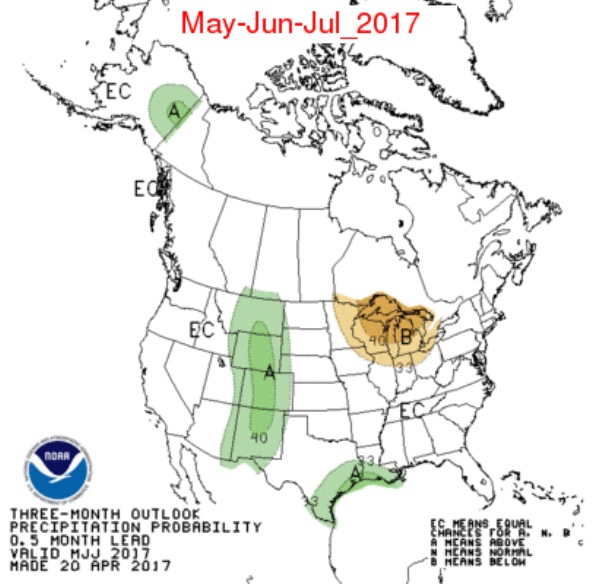 May-Jun-Jul_2017
EC
A
EC
EC
A
40
40
B
33
EC
33
A
3
NOAA
THREE-MONTH OUTLOOK
PRECIPITATION PROBABILITY
0.5 MONTH LEAD
VALID MJJ 2017
MADE 20 APR 2017
EC MEANS EQUAL
CHANCES FOR A, N, B
A MEANS ABOVE
N MEANS NORMAL
B MEANS BELOW